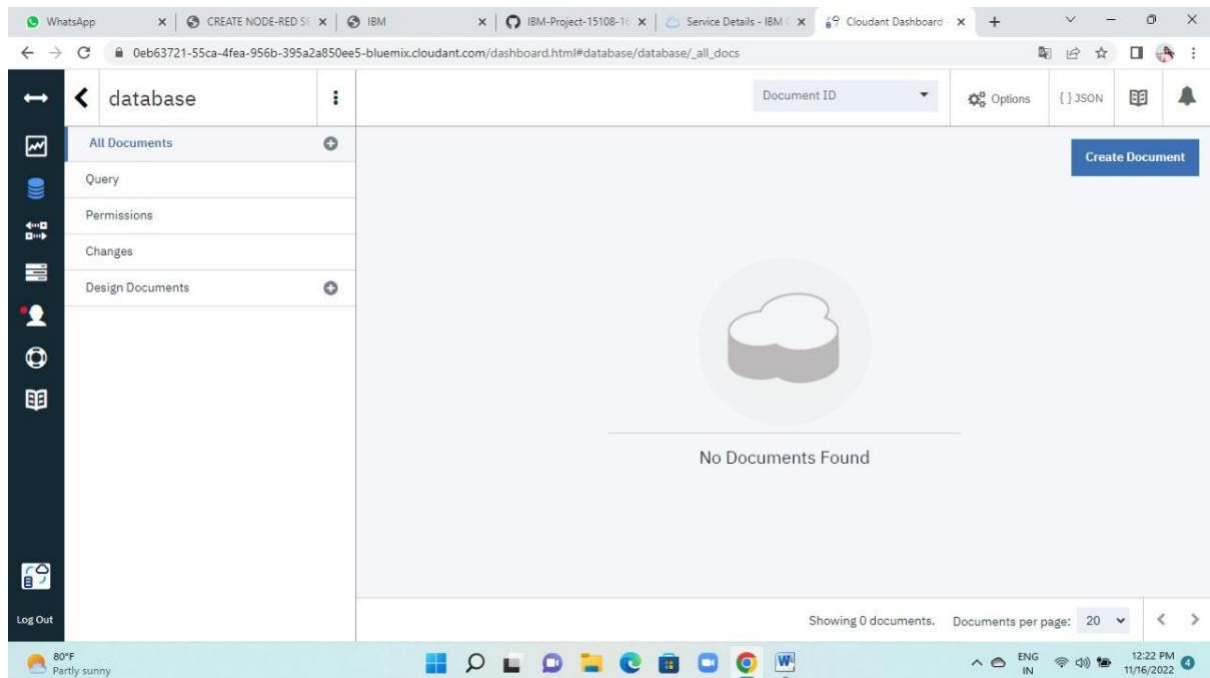 WhatsApp
CREATE NODE-RED SE
IBM
IBM-Project-15108-16
Service Details - IBM C
Cloudant Dashboard
0eb63721-55ca-4fea-956b-395a2a850ee5-bluemix.cloudant.com/dashboard.html#database/database/_all_docs
database
Document ID
Options
{ } JSON
All Documents
Create Document
Query
Permissions
Changes
Design Documents
No Documents Found
Log Out
Showing 0 documents.
Documents per page: 20
80°F
Partly sunny
ENG
IN
12:22 PM
11/16/2022
4